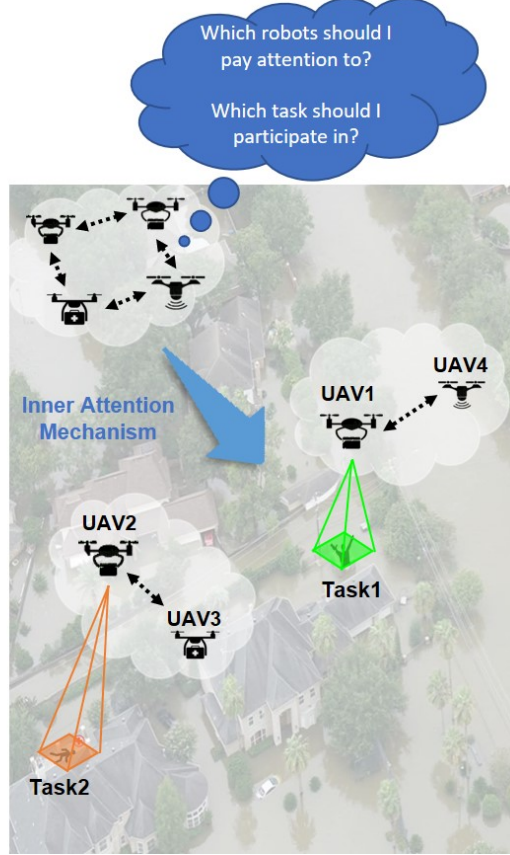 Which robots should I
pay attention to?
Which task should I
participate in?
Inner Attention
Mechanism
UAV1
UAV4
UAV2
UAV3
Task1
Task2